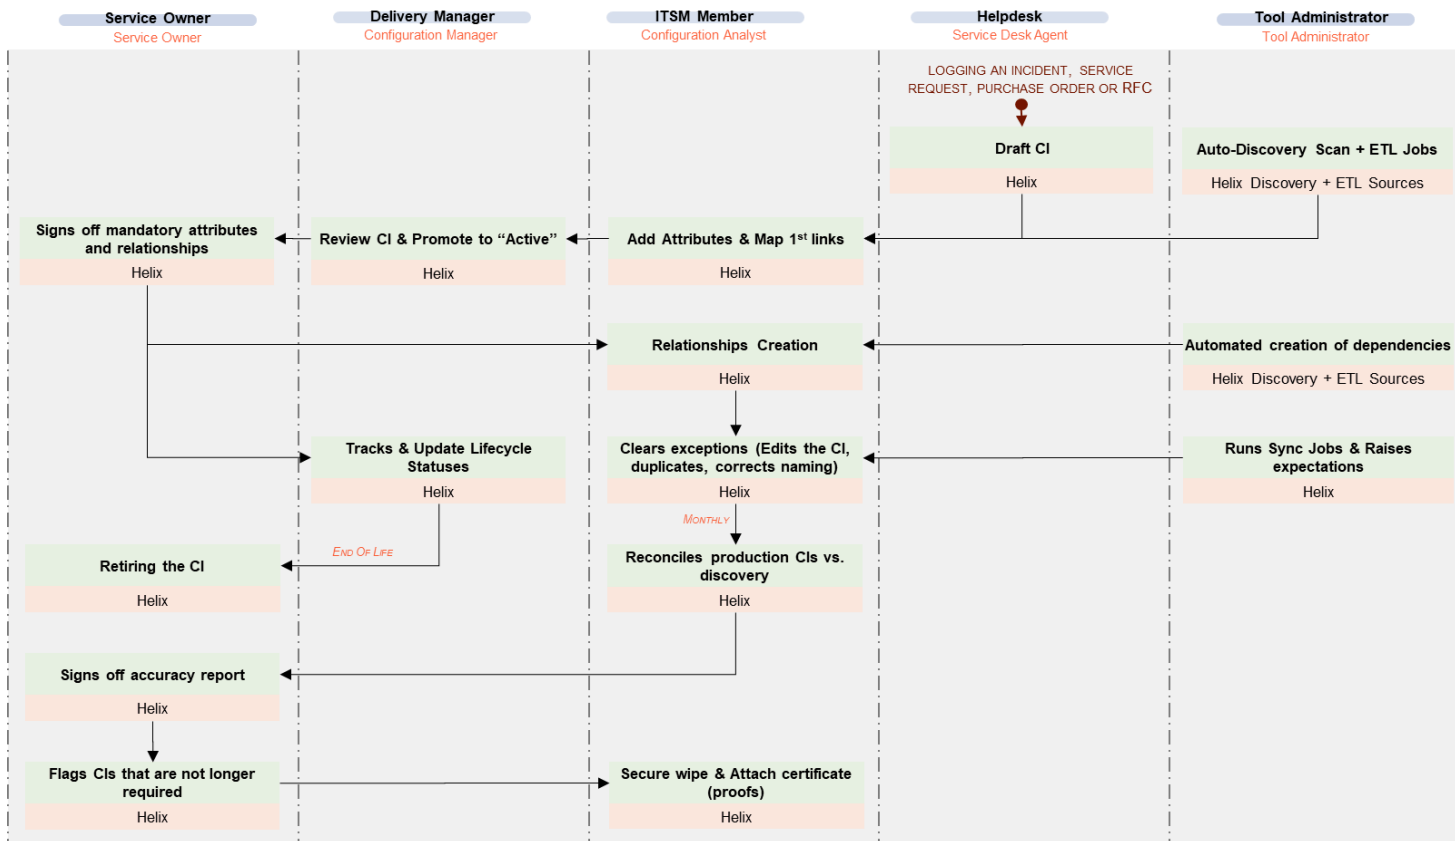 Service Owner
Service Owner
Delivery Manager
Configuration Manager
ITSM Member
Configuration Analyst
Helpdesk
Service Desk Agent
Tool Administrator
Tool Administrator
LOGGING AN INCIDENT, SERVICE
REQUEST, PURCHASE ORDER OR RFC
Draft CI
Helix
Auto-Discovery Scan + ETL Jobs
Helix Discovery + ETL Sources
Signs off mandatory attributes
and relationships
Helix
Review CI & Promote to “Active”
Helix
Add Attributes & Map 1st links
Helix
Relationships Creation
Helix
Automated creation of dependencies
Helix Discovery + ETL Sources
Tracks & Update Lifecycle
Statuses
Helix
Clears exceptions (Edits the CI,
duplicates, corrects naming)
Helix
Runs Sync Jobs & Raises
expectations
Helix
MONTHLY
END OF LIFE
Retiring the CI
Helix
Reconciles production CIs vs.
discovery
Helix
Signs off accuracy report
Helix
Flags CIs that are not longer
required
Helix
Secure wipe & Attach certificate
(proofs)
Helix